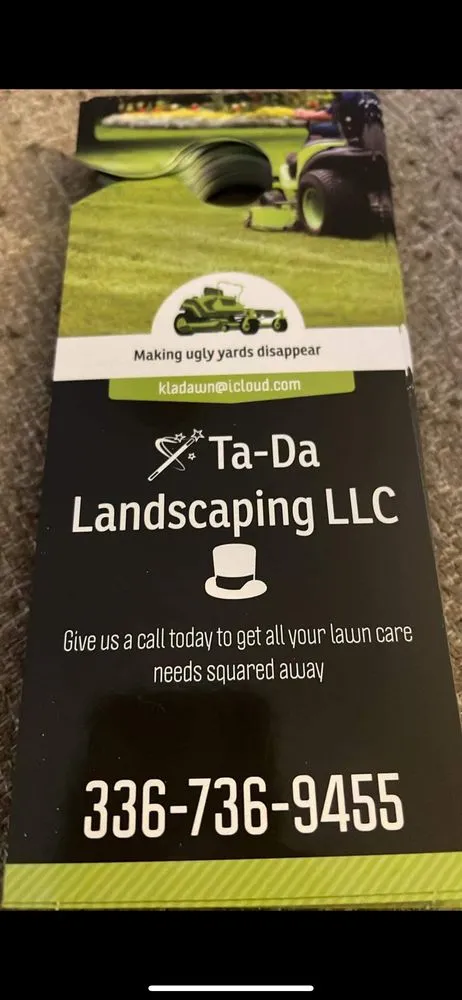 Making ugly yards disappear
kladawn@icloud.com
Ta-Da
Landscaping LLC
Give us a call today to get all your lawn care
needs squared away
336-736-9455